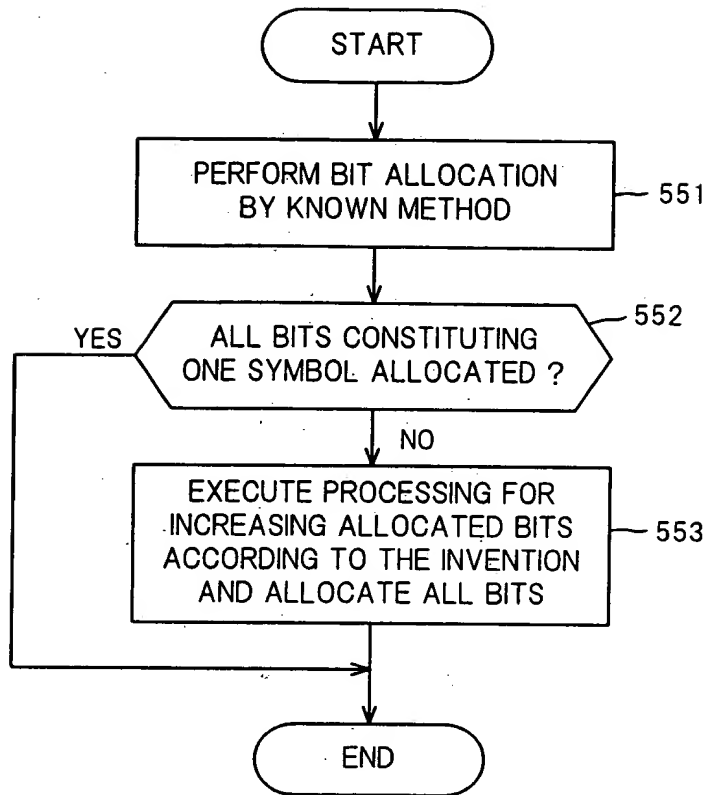 START
PERFORM BIT ALLOCATION
BY KNOWN METHOD
551
ALL BITS CONSTITUTING
ONE SYMBOL ALLOCATED ?
552
YES
NO
EXECUTE PROCESSING FOR
INCREASING ALLOCATED BITS
ACCORDING TO THE INVENTION
AND ALLOCATE ALL BITS
553
END